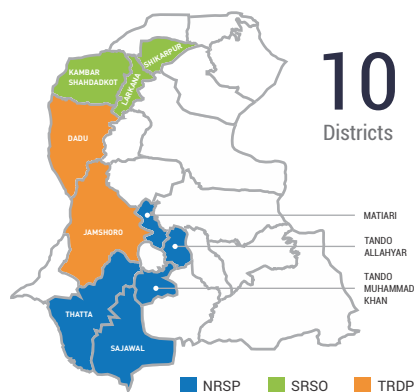 SHIKARPUR
KAMBAR
SHAHDADKOT
LARKANA
10
Districts
DADU
JAMSHORO
MATIARI
TANDO
ALLAHYAR
TANDO
MUHAMMAD
KHAN
THATTA
SAJAWAL
NRSP
SRSO
TRDP